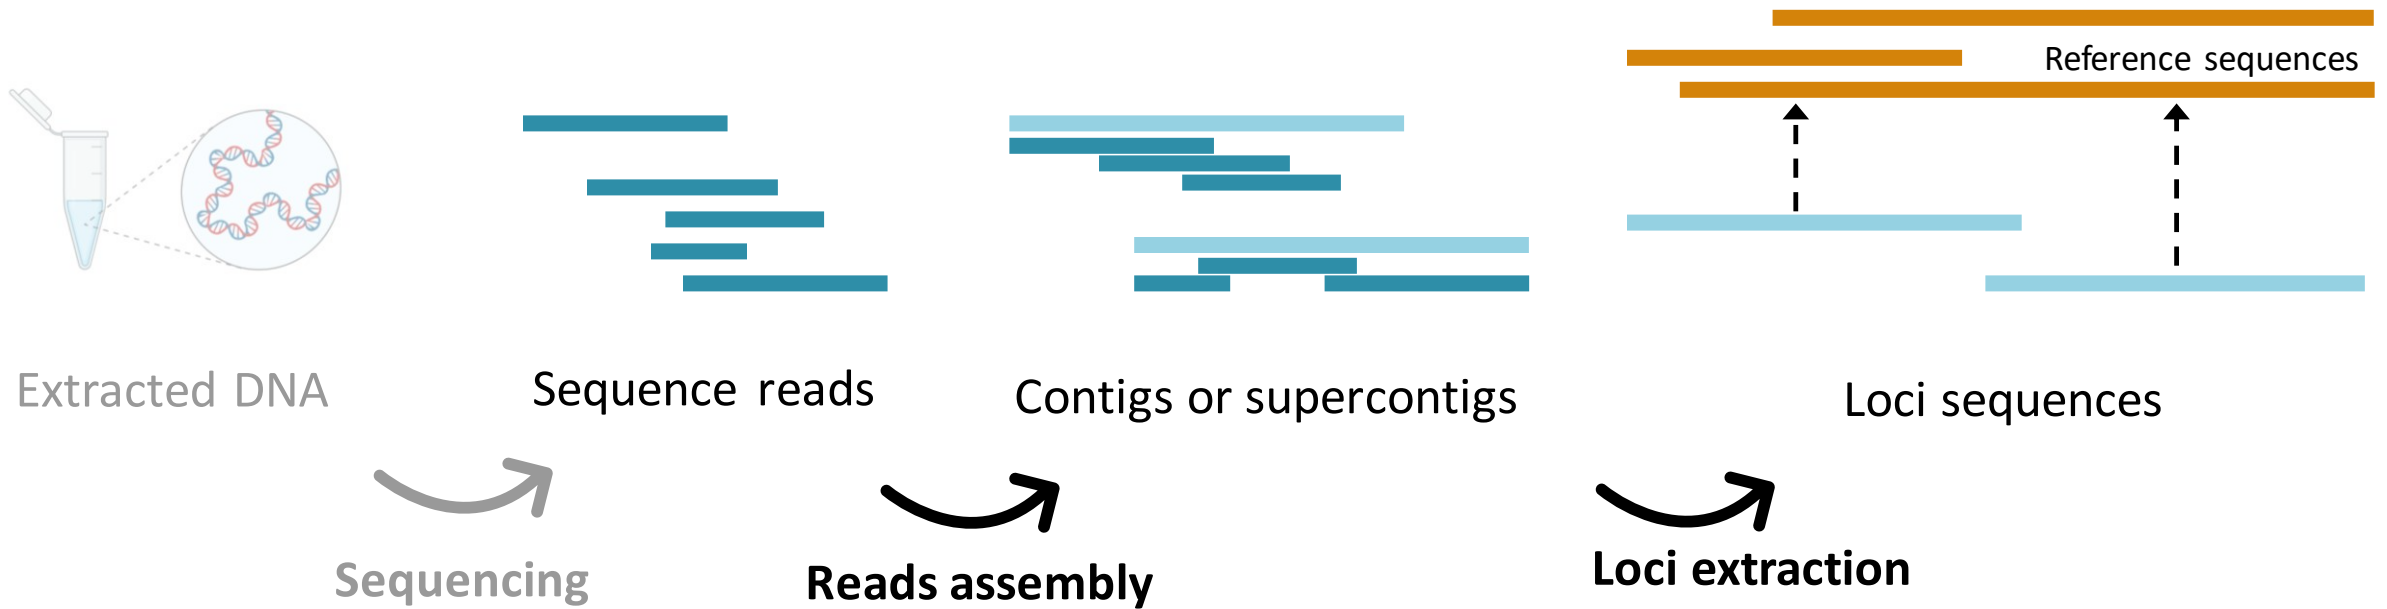 Reference sequences
Extracted DNA
Sequence reads
Contigs or supercontigs
Loci sequences
Sequencing
Reads assembly
Loci extraction